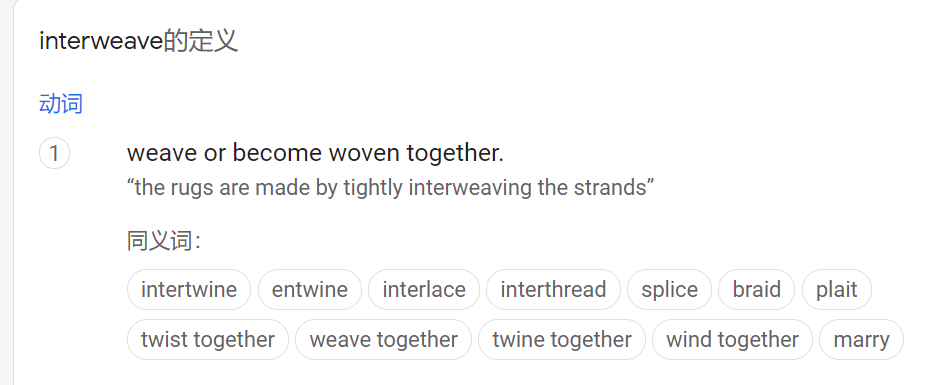 interweave的定义
动词
1 weave or become woven together.
“the rugs are made by tightly interweaving the strands”
同义词：
intertwine entwine interlace interthread splice braid plait
twist together weave together twine together wind together marry